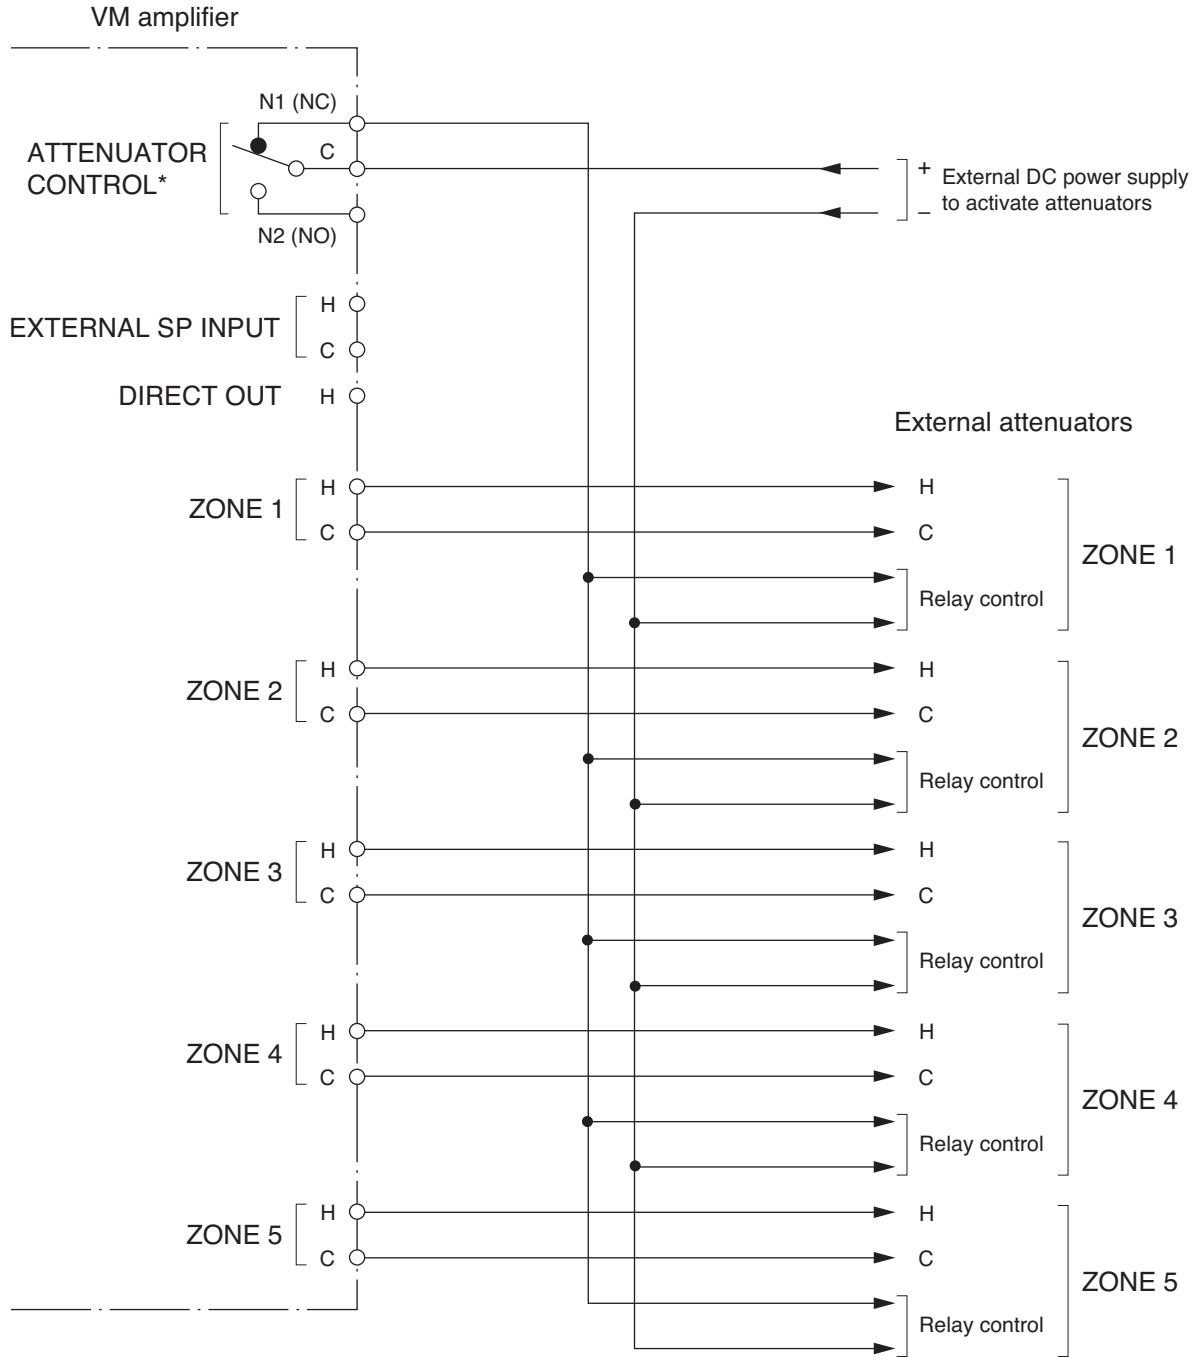 VM amplifier
N1 (NC)
ATTENUATOR
CONTROL*
C
N2 (NO)
+
External DC power supply
to activate attenuators
−
H
EXTERNAL SP INPUT
C
DIRECT OUT H
External attenuators
H H
ZONE 1
C C
ZONE 1
Relay control
H H
ZONE 2
C C
ZONE 2
Relay control
H H
ZONE 3
C C
ZONE 3
Relay control
H H
ZONE 4
C C
ZONE 4
Relay control
H H
ZONE 5
C C
ZONE 5
Relay control